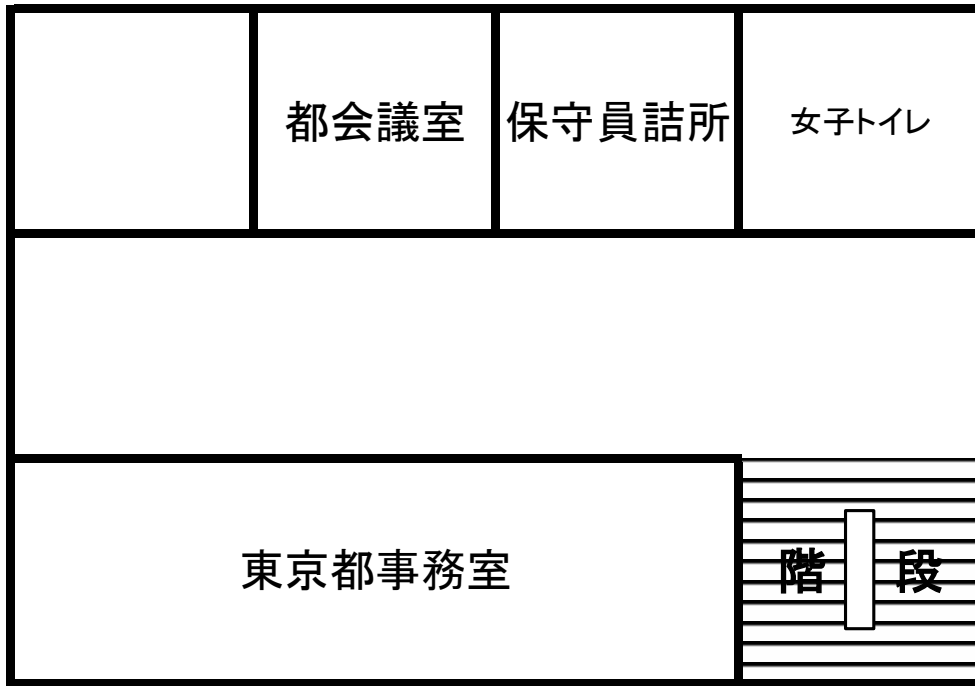 都会議室
保守員詰所
女子トイレ
東京都事務室
階段